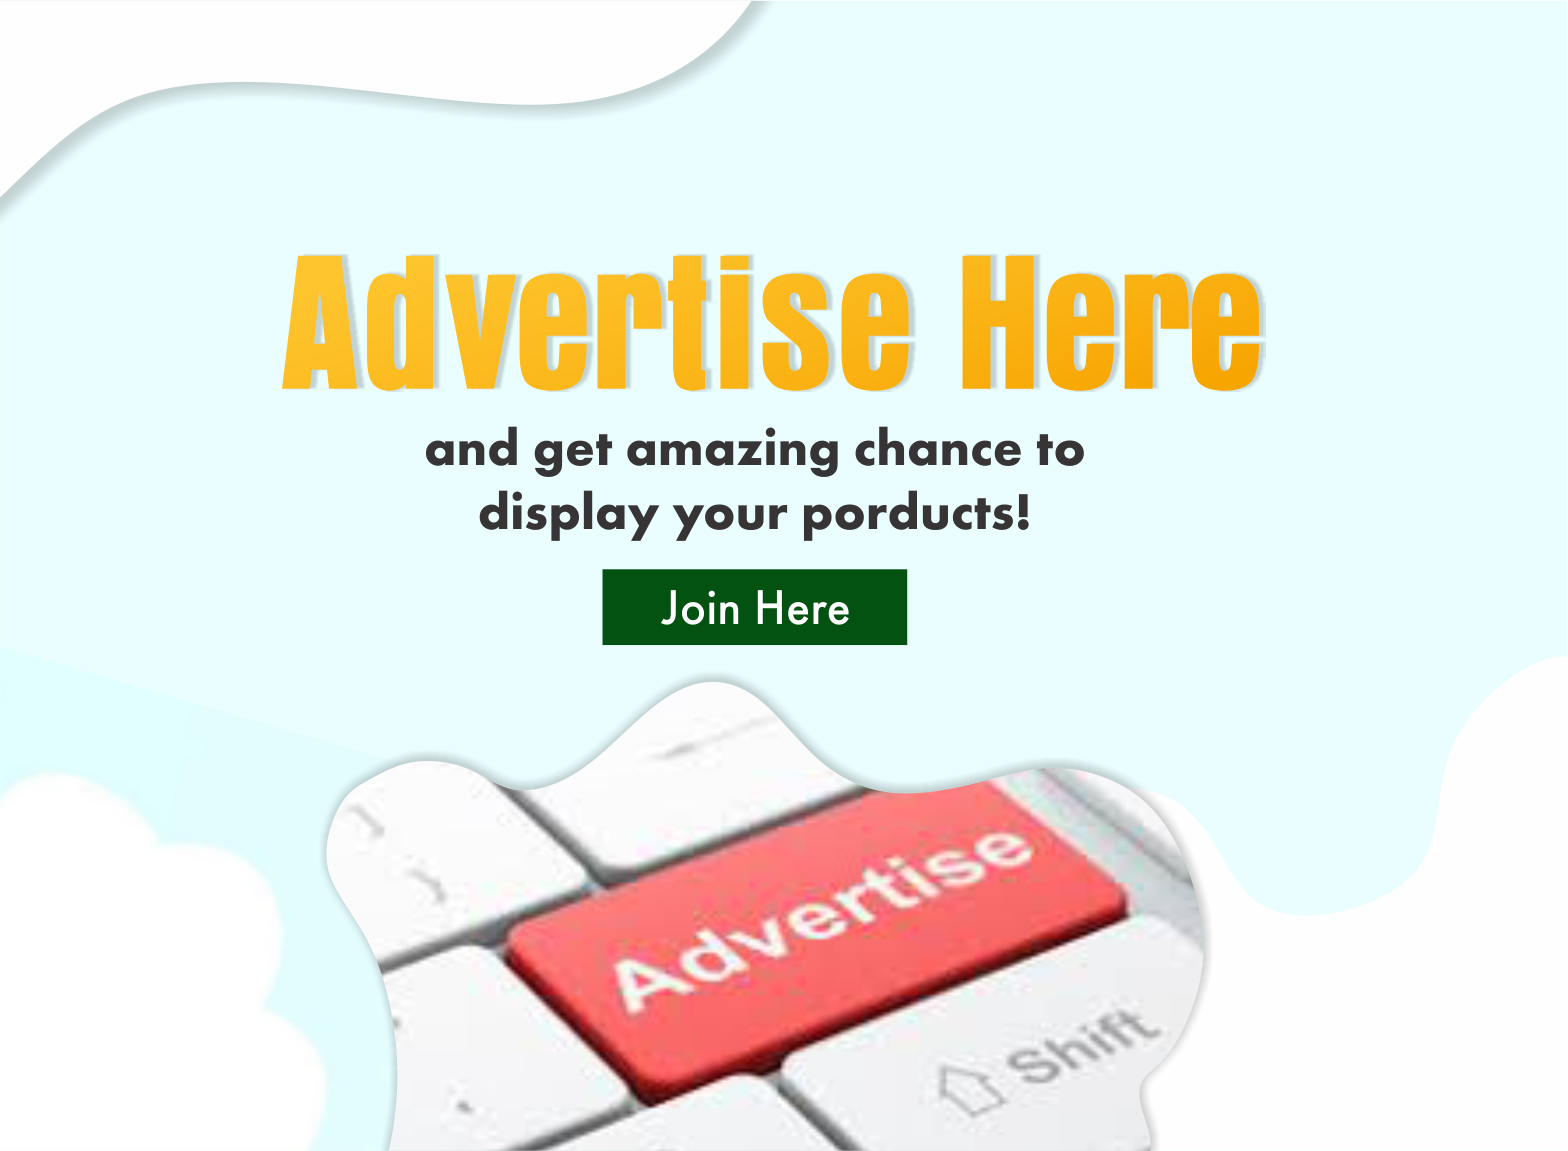 Advertise Here
and get amazing chance to
display your porducts!
Join Here
Advertise
Shift